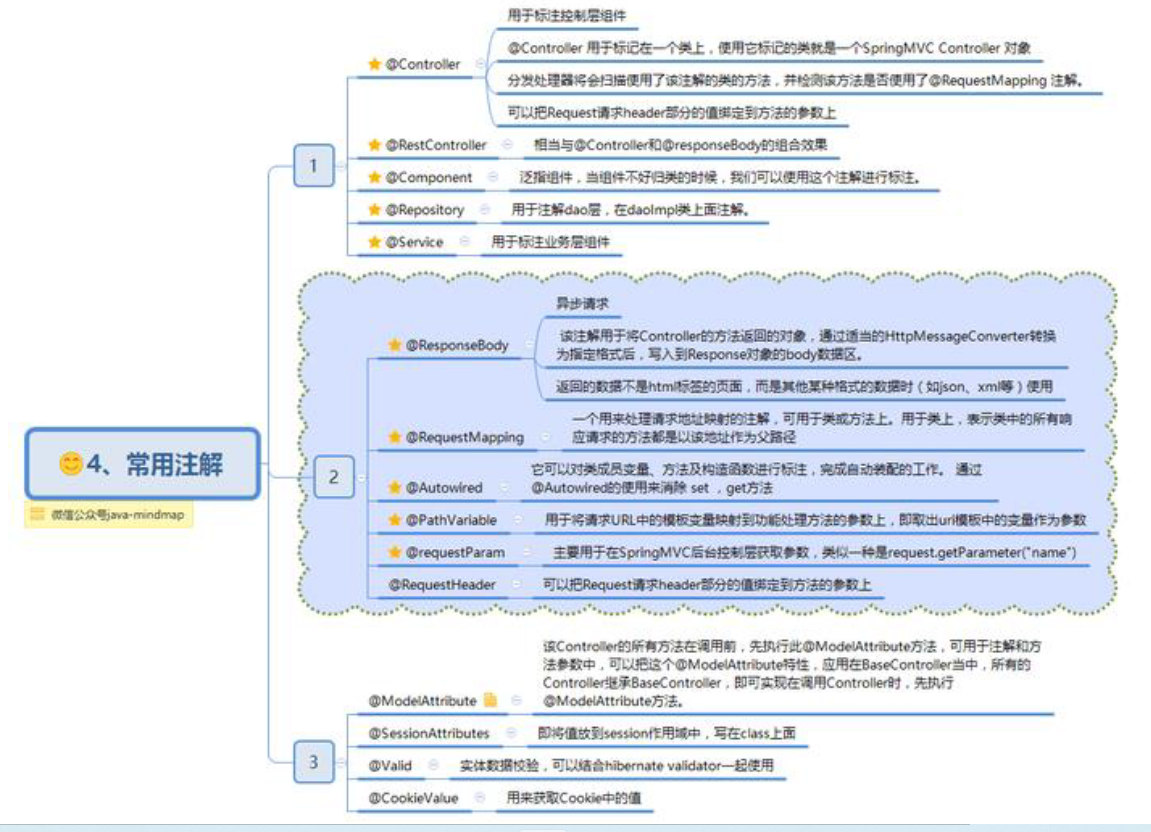 4、常用注解
微信公众号java-mindmap
1
@Controller
用于标注控制层组件
@Controller 用于标记在一个类上，使用它标记的类就是一个SpringMVC Controller 对象
分发处理器将会扫描使用了该注解的类的方法，并检测该方法是否使用了@RequestMapping 注解。
可以把Request请求header部分的值绑定到方法的参数上
@RestController
相当与@Controller和@responseBody的组合效果
@Component
泛指组件，当组件不好归类的时候，我们可以使用这个注解进行标注。
@Repository
用于注解dao层，在daoImpl类上面注解。
@Service
用于标注业务层组件
2
@ResponseBody
异步请求
该注解用于将Controller的方法返回的对象，通过适当的HttpMessageConverter转换
为指定格式后，写入到Response对象的body数据区。
返回的数据不是html标签的页面，而是其他某种格式的数据时（如json、xml等）使用
@RequestMapping
一个用来处理请求地址映射的注解，可用于类或方法上。用于类上，表示类中的所有响
应请求的方法都是以该地址作为父路径
@Autowired
它可以对类成员变量、方法及构造函数进行标注，完成自动装配的工作。 通过
@Autowired的使用来消除 set ，get方法
@PathVariable
用于将请求URL中的模板变量映射到功能处理方法的参数上，即取出uri模板中的变量作为参数
@requestParam
主要用于在SpringMVC后台控制层获取参数，类似一种是request.getParameter("name")
@RequestHeader
可以把Request请求header部分的值绑定到方法的参数上
3
@ModelAttribute
该Controller的所有方法在调用前，先执行此@ModelAttribute方法，可用于注解和方
法参数中，可以把这个@ModelAttribute特性，应用在BaseController当中，所有的
Controller继承BaseController，即可实现在调用Controller时，先执行
@ModelAttribute方法。
@SessionAttributes
即将值放到session作用域中，写在class上面
@Valid
实体数据校验，可以结合hibernate validator一起使用
@CookieValue
用来获取Cookie中的值